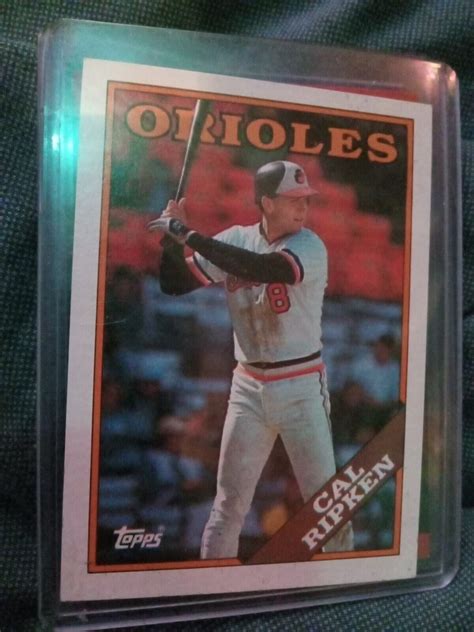 ORIOLES
8
CAL
RIPKEN
topps